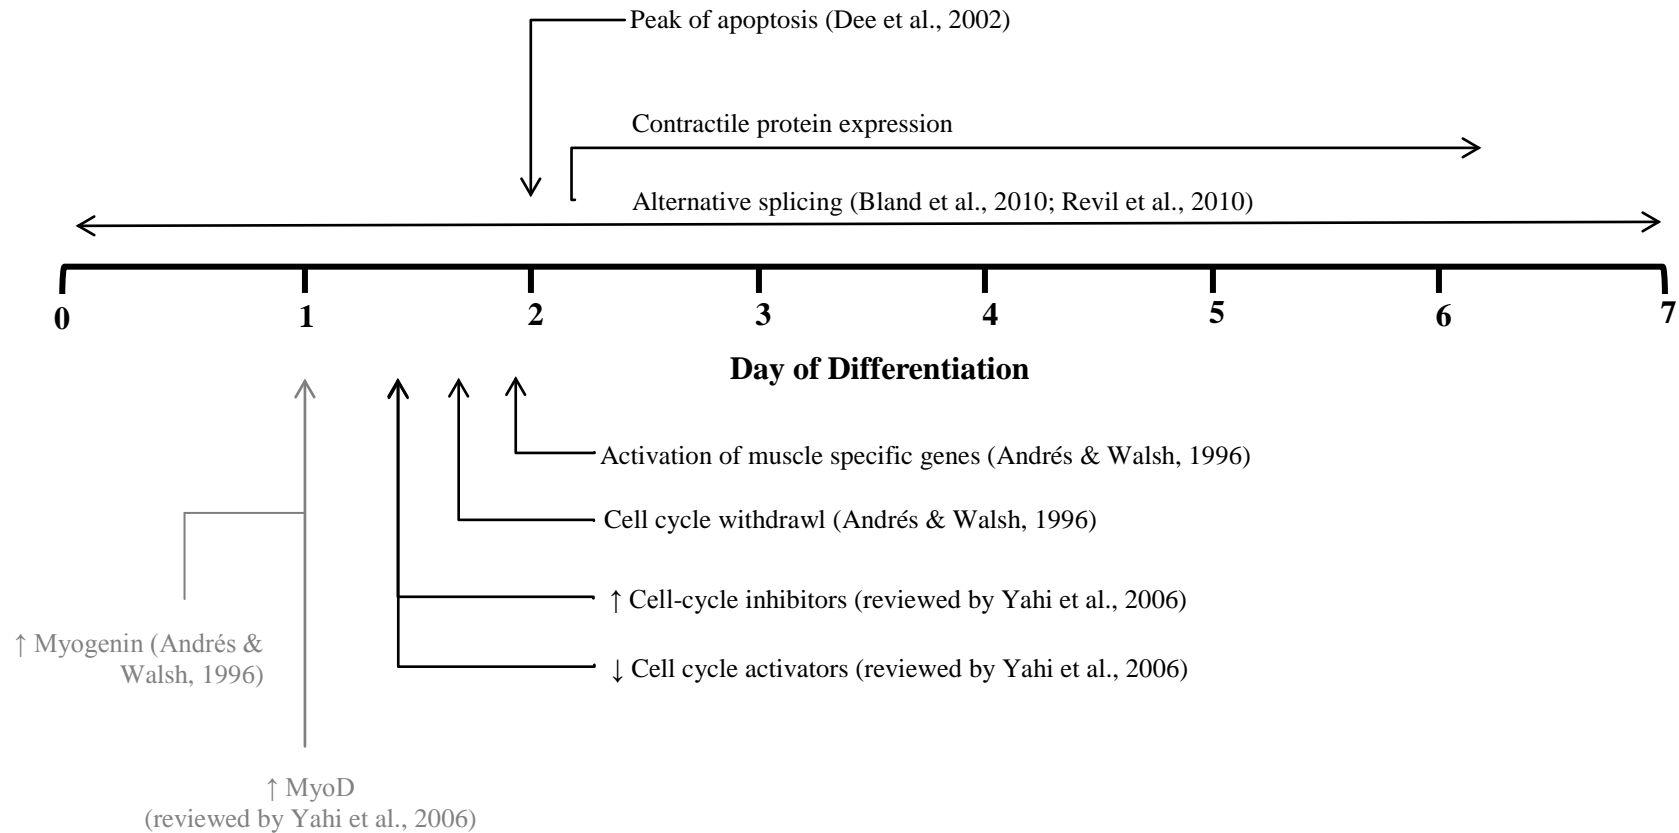 Peak of apoptosis (Dee et al., 2002)
Contractile protein expression
Alternative splicing (Bland et al., 2010; Revil et al., 2010)
0 1 2 3 4 5 6 7
Day of Differentiation
Activation of muscle specific genes (Andrés & Walsh, 1996)
Cell cycle withdrawl (Andrés & Walsh, 1996)
↑ Cell-cycle inhibitors (reviewed by Yahi et al., 2006)
↑ Myogenin (Andrés &
Walsh, 1996)
↓ Cell cycle activators (reviewed by Yahi et al., 2006)
↑ MyoD
(reviewed by Yahi et al., 2006)